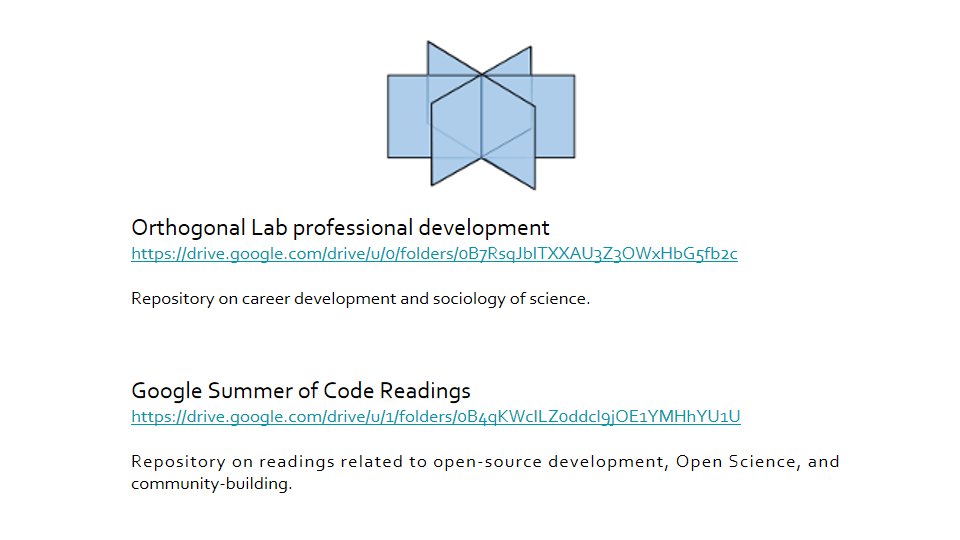 Orthogonal Lab professional development
https://drive.google.com/drive/u/0/folders/0B7RsqJbITXXAU3Z3OWxHbG5fb2c
Repository on career development and sociology of science.
Google Summer of Code Readings
https://drive.google.com/drive/u/1/folders/0B4qKWcILZ0ddcl9jOE1YMHhYU1U
Repository on readings related to open-source development, Open Science, and
community-building.